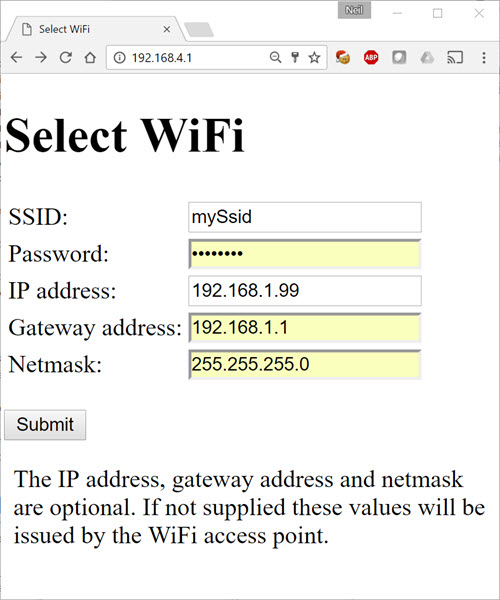 Neil
Select WiFi
192.168.4.1
ABP
Select WiFi
SSID: mySsid
Password: ••••••••
IP address: 192.168.1.99
Gateway address: 192.168.1.1
Netmask: 255.255.255.0
Submit
The IP address, gateway address and netmask
are optional. If not supplied these values will be
issued by the WiFi access point.